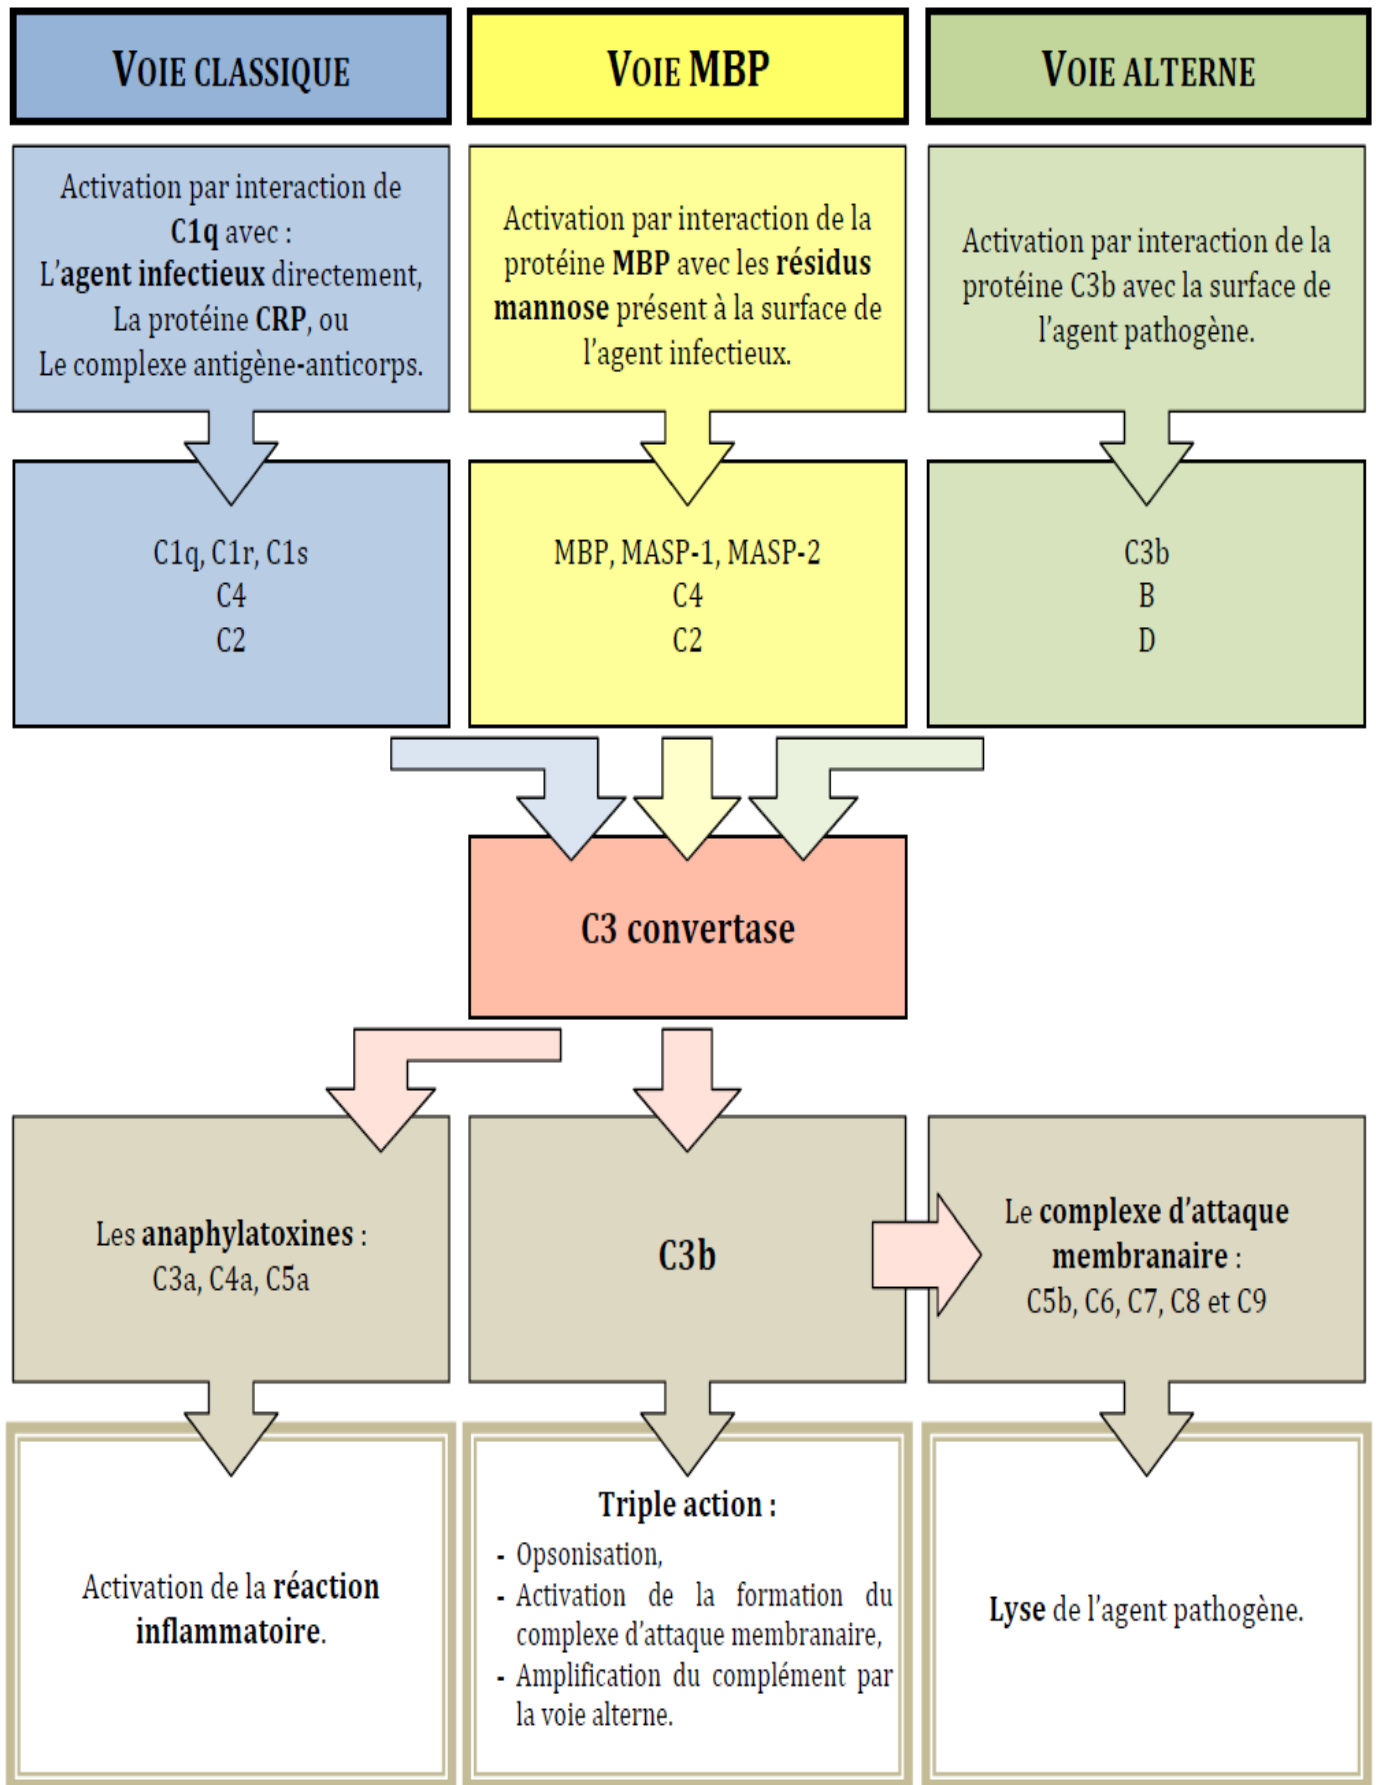 VOIE CLASSIQUE
VOIE MBP
VOIE ALTERNE
Activation par interaction de
C1q avec :
L’agent infectieux directement,
La protéine CRP, ou
Le complexe antigène-anticorps.
Activation par interaction de la
protéine MBP avec les résidus
mannose présent à la surface de
l’agent infectieux.
Activation par interaction de la
protéine C3b avec la surface de
l’agent pathogène.
C1q, C1r, C1s
C4
C2
MBP, MASP-1, MASP-2
C4
C2
C3b
B
D
C3 convertase
Les anaphylatoxines :
C3a, C4a, C5a
C3b
Le complexe d’attaque
membranaire :
C5b, C6, C7, C8 et C9
Activation de la réaction
inflammatoire.
Triple action :
- Opsonisation,
- Activation de la formation du
complexe d’attaque membranaire,
- Amplification du complément par
la voie alterne.
Lyse de l’agent pathogène.